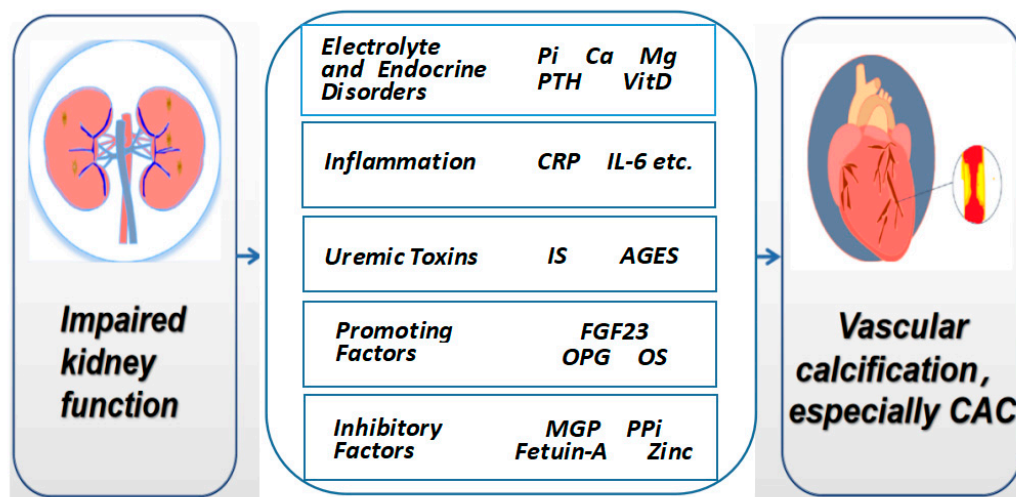 Impaired
kidney
function
Electyrolyte
and Endocrine
Disorders
Pi Ca Mg
PTH VitD
Inflammation
CRP IL-6 etc.
Uremic Toxins
IS AGES
Promoting
Factors
FGF23
OPG OS
Inhibitory
Factors
MGP PPi
Fetuin-A Zinc
Vascular
calcification,
especially CAC